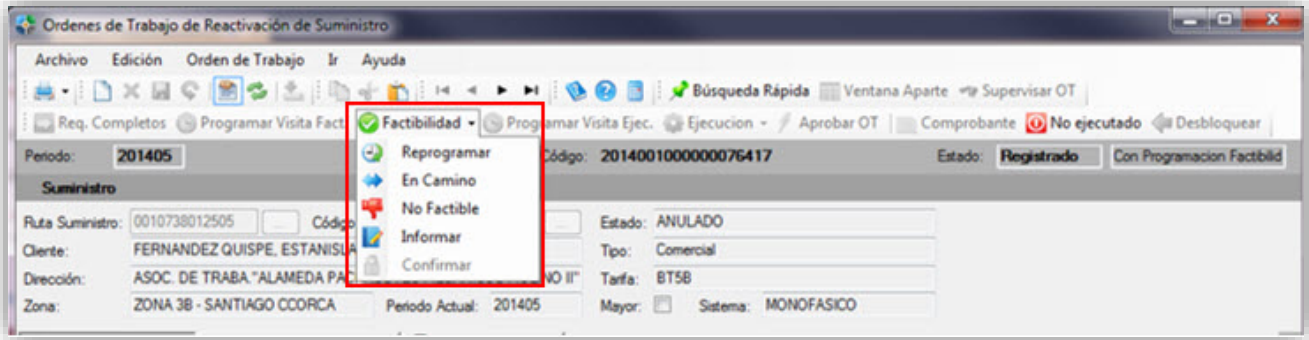 Ordenes de Trabajo de Reactivación de Suministro
Archivo Edición Orden de Trabajo Ir Ayuda
Búsqueda Rápida Ventana Aparte Supervisar OT
Req. Completos Programar Visita Fact. Factibilidad Programar Visita Ejec. Ejecucion Aprobar OT Comprobante No ejecutado Desbloquear
Reprogramar
En Camino
No Factible
Informar
Confirmar
Periodo: 201405 Código: 2014001000000076417 Estado: Registrado Con Programacion Factibilid
Suministro
Ruta Suministro: 0010738012505 ... Códig ... Estado: ANULADO
Cliente: FERNANDEZ QUISPE, ESTANISLA Tipo: Comercial
Dirección: ASOC. DE TRABA."ALAMEDA PAC NO II" Tarifa: BT5B
Zona: ZONA 3B - SANTIAGO CCORCA Periodo Actual: 201405 Mayor: Sistema: MONOFASICO